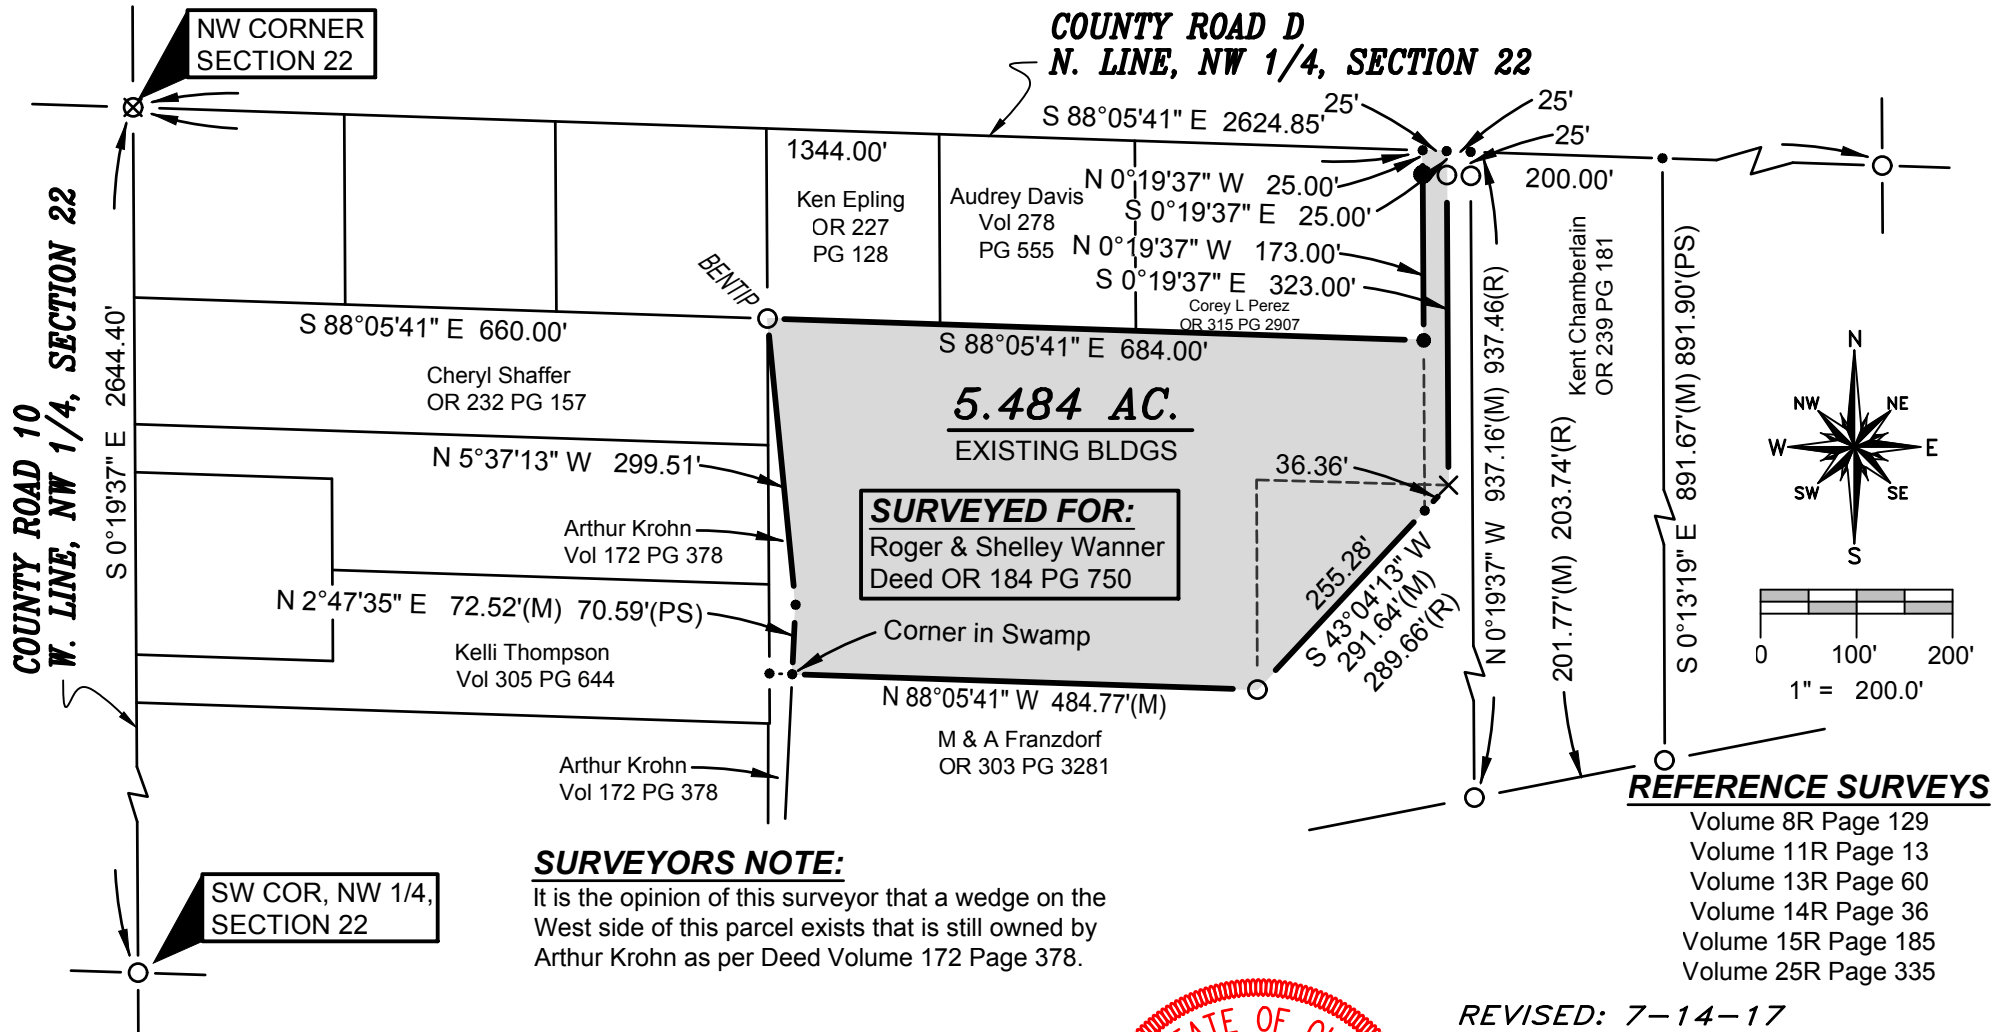 NW CORNER
SECTION 22
COUNTY ROAD D
N. LINE, NW 1/4, SECTION 22
S 88°05'41" E 2624.85'
25'
25'
25'
1344.00'
200.00'
Ken Epling
OR 227
PG 128
Audrey Davis
Vol 278
PG 555
N 0°19'37" W 25.00'
S 0°19'37" E 25.00'
N 0°19'37" W 173.00'
S 0°19'37" E 323.00'
Corey L Perez
OR 315 PG 2907
BENTIP
S 88°05'41" E 660.00'
S 88°05'41" E 684.00'
Cheryl Shaffer
OR 232 PG 157
5.484 AC.
EXISTING BLDGS
N 5°37'13" W 299.51'
36.36'
SURVEYED FOR:
Roger & Shelley Wanner
Deed OR 184 PG 750
Arthur Krohn
Vol 172 PG 378
N 2°47'35" E 72.52'(M) 70.59'(PS)
Corner in Swamp
Kelli Thompson
Vol 305 PG 644
255.28'
S 43°04'13" W
291.64'(M)
289.66'(R)
N 88°05'41" W 484.77'(M)
M & A Franzdorf
OR 303 PG 3281
Arthur Krohn
Vol 172 PG 378
COUNTY ROAD 10
W. LINE, NW 1/4, SECTION 22
S 0°19'37" E 2644.40'
N 0°19'37" W 937.16'(M) 937.46(R)
201.77'(M) 203.74'(R)
Kent Chamberlain
OR 239 PG 181
S 0°13'19" E 891.67'(M) 891.90'(PS)
N
NW
NE
W
E
SW
SE
S
0 100' 200'
1" = 200.0'
REFERENCE SURVEYS
Volume 8R Page 129
Volume 11R Page 13
Volume 13R Page 60
Volume 14R Page 36
Volume 15R Page 185
Volume 25R Page 335
SURVEYORS NOTE:
It is the opinion of this surveyor that a wedge on the
West side of this parcel exists that is still owned by
Arthur Krohn as per Deed Volume 172 Page 378.
SW COR, NW 1/4,
SECTION 22
OF
REVISED: 7-14-17